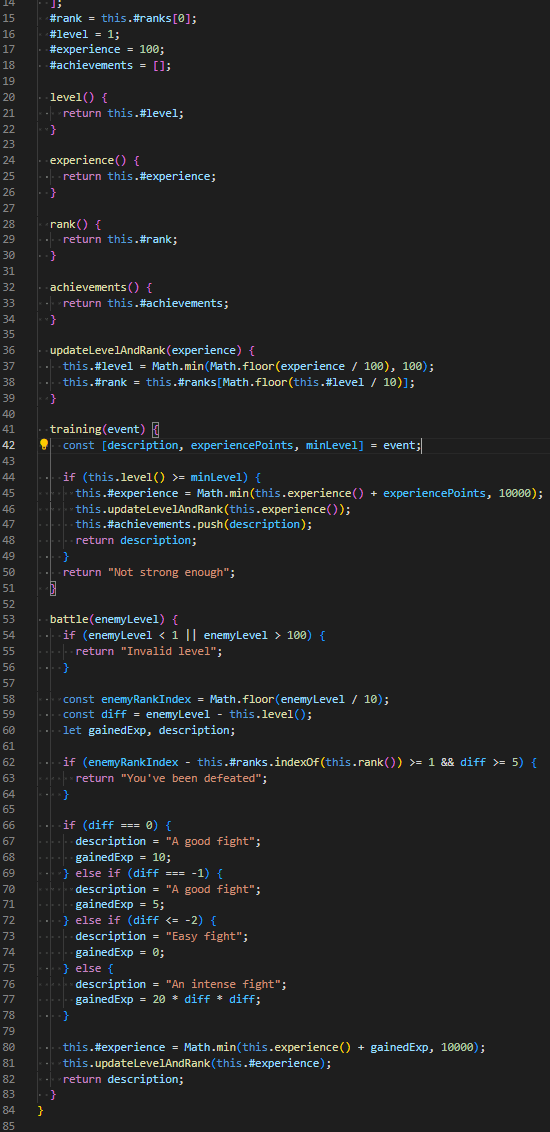 14 ];
15 #rank = this.#ranks[0];
16 #level = 1;
17 #experience = 100;
18 #achievements = [];
19
20 level() {
21 return this.#level;
22 }
23
24 experience() {
25 return this.#experience;
26 }
27
28 rank() {
29 return this.#rank;
30 }
31
32 achievements() {
33 return this.#achievements;
34 }
35
36 updateLevelAndRank(experience) {
37 this.#level = Math.min(Math.floor(experience / 100), 100);
38 this.#rank = this.#ranks[Math.floor(this.#level / 10)];
39 }
40
41 training(event) {
42 const [description, experiencePoints, minLevel] = event;
43
44 if (this.level() >= minLevel) {
45 this.#experience = Math.min(this.experience() + experiencePoints, 10000);
46 this.updateLevelAndRank(this.experience());
47 this.#achievements.push(description);
48 return description;
49 }
50 return "Not strong enough";
51 }
52
53 battle(enemyLevel) {
54 if (enemyLevel < 1 || enemyLevel > 100) {
55 return "Invalid level";
56 }
57
58 const enemyRankIndex = Math.floor(enemyLevel / 10);
59 const diff = enemyLevel - this.level();
60 let gainedExp, description;
61
62 if (enemyRankIndex - this.#ranks.indexOf(this.rank()) >= 1 && diff >= 5) {
63 return "You've been defeated";
64 }
65
66 if (diff === 0) {
67 description = "A good fight";
68 gainedExp = 10;
69 } else if (diff === -1) {
70 description = "A good fight";
71 gainedExp = 5;
72 } else if (diff <= -2) {
73 description = "Easy fight";
74 gainedExp = 0;
75 } else {
76 description = "An intense fight";
77 gainedExp = 20 * diff * diff;
78 }
79
80 this.#experience = Math.min(this.experience() + gainedExp, 10000);
81 this.updateLevelAndRank(this.#experience);
82 return description;
83 }
84 }
85